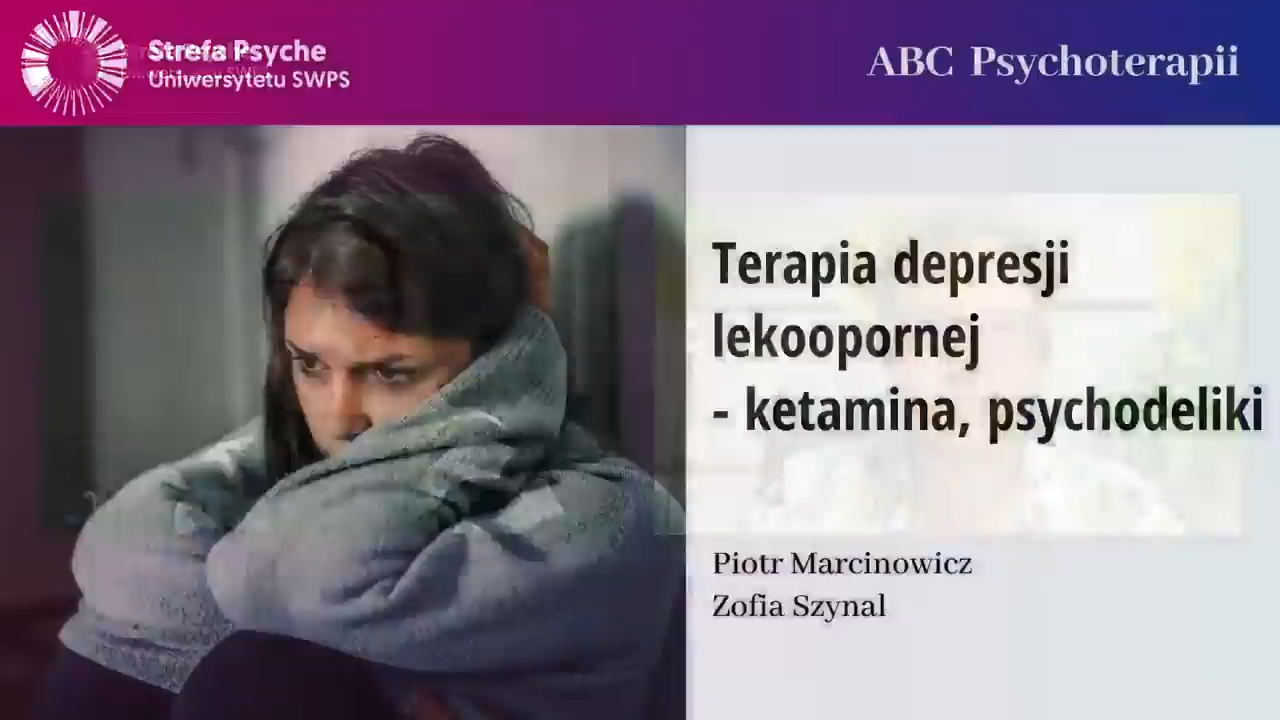 Strefa Psyche
Uniwersytetu SWPS
ABC Psychoterapii
Terapia depresji
lekoopornej
- ketamina, psychodeliki
Piotr Marcinowicz
Zofia Szynal